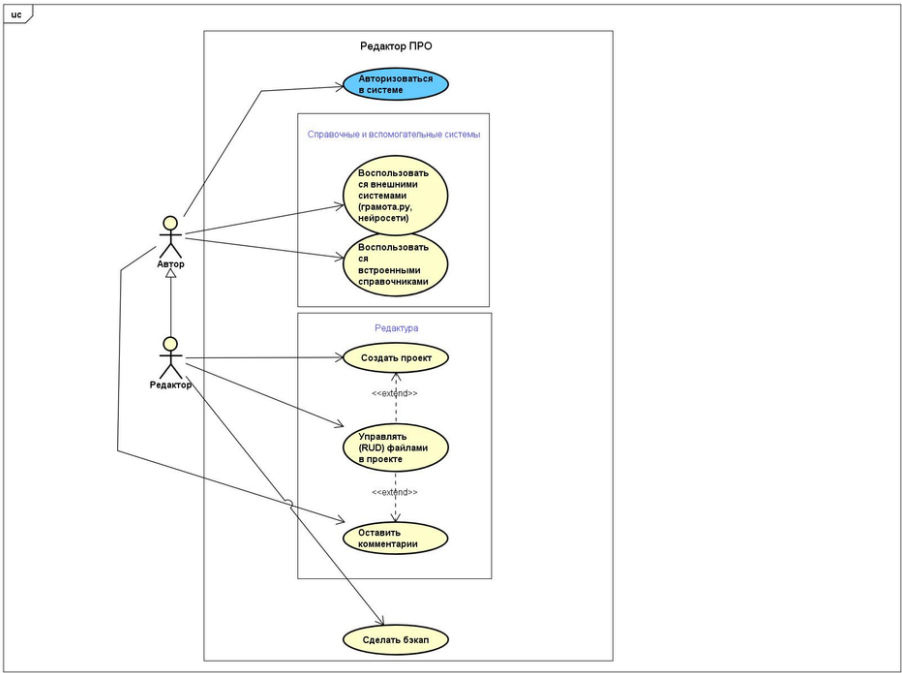 uc
Редактор ПРО
Авторизоваться
в системе
Справочные и вспомогательные системы
Воспользовать
ся внешними
системами
(грамота.ру,
нейросети)
Воспользовать
ся
встроенными
справочниками
Автор
Редактура
Создать проект
Редактор
<<extend>>
Управлять
(RUD) файлами
в проекте
<<extend>>
Оставить
комментарии
Сделать бэкап